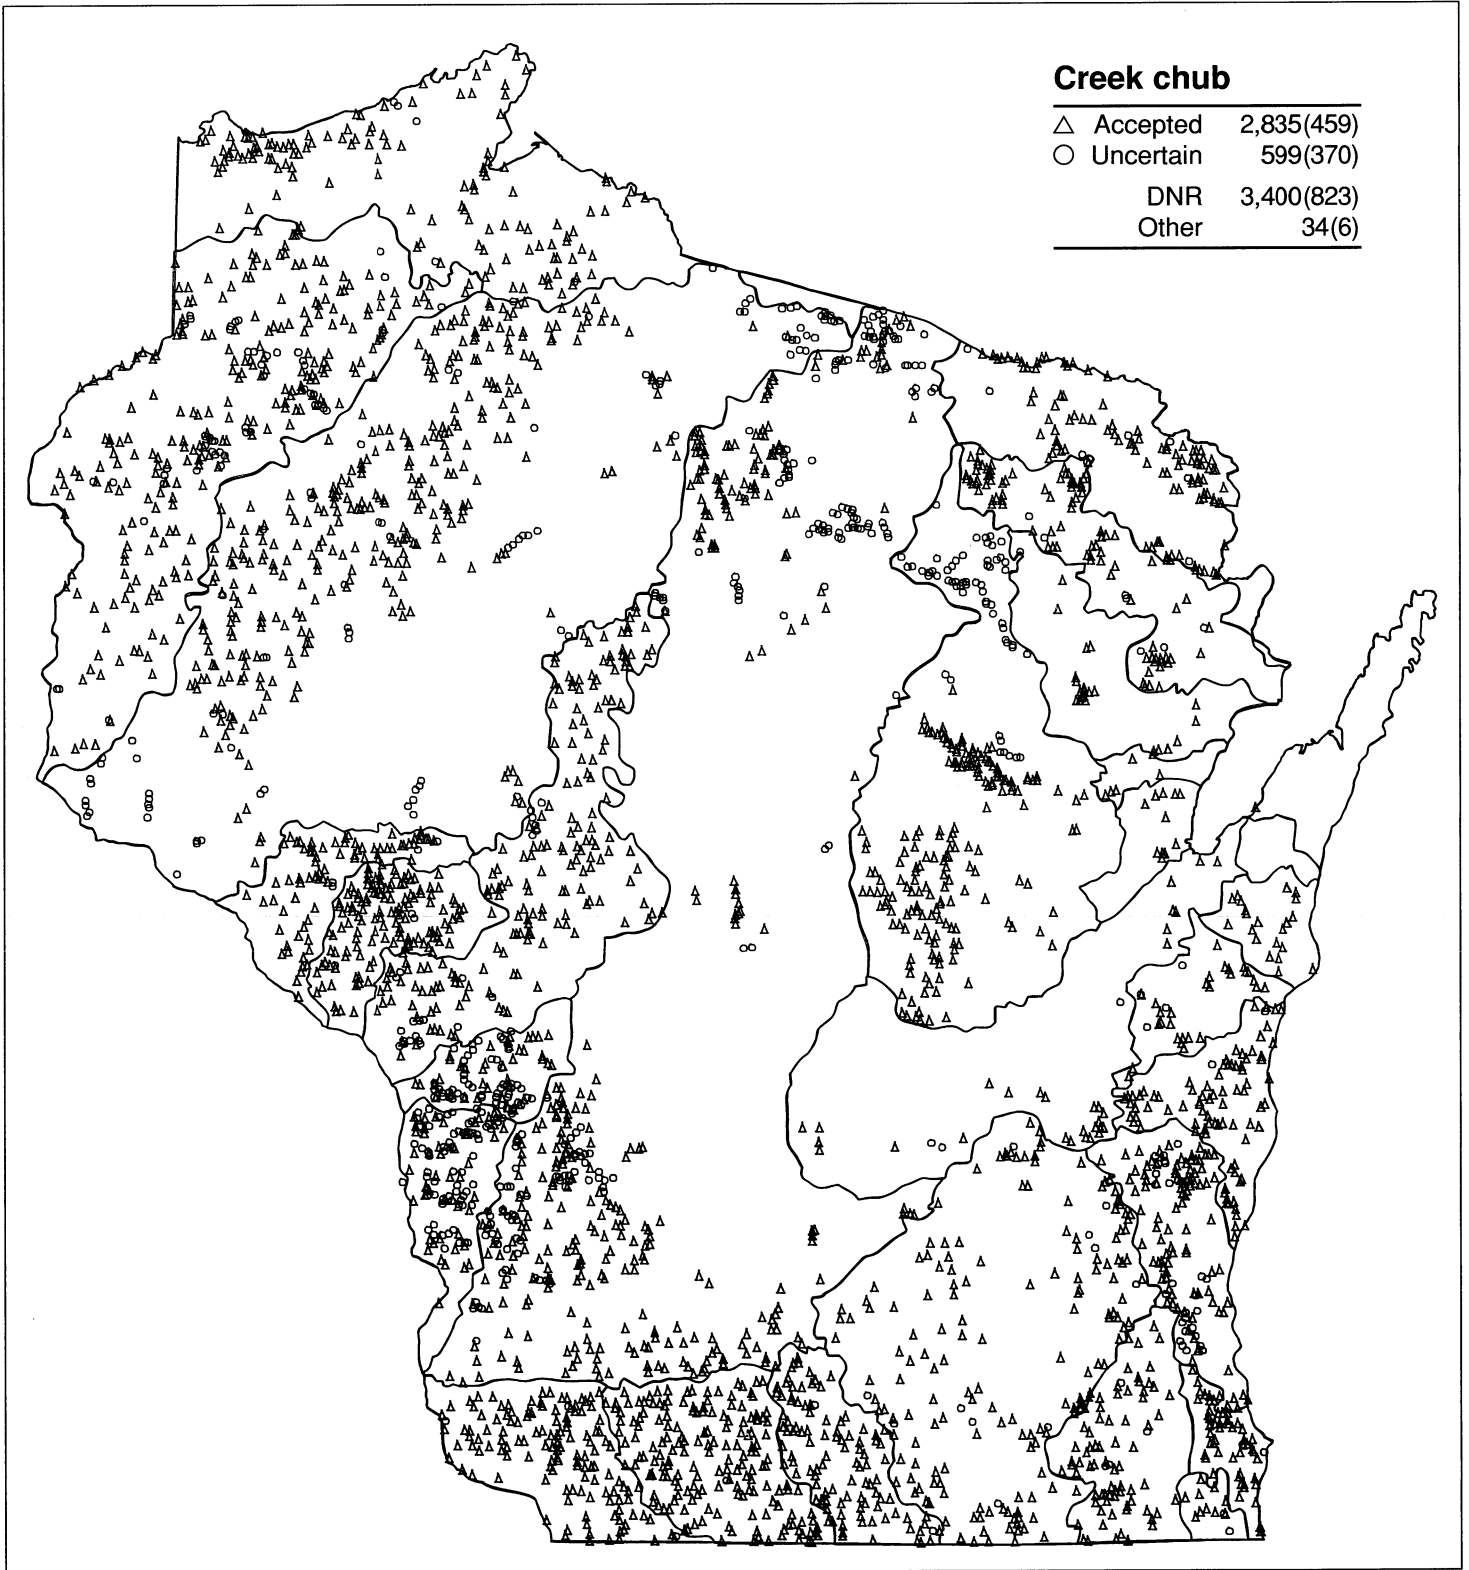 Creek chub
△ Accepted 2,835(459)
○ Uncertain 599(370)
DNR 3,400(823)
Other 34(6)